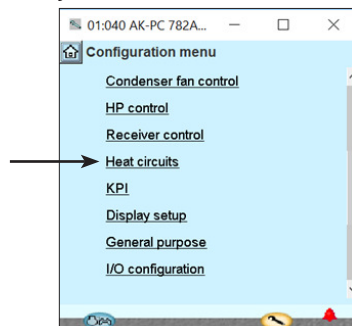 01:040 AK-PC 782A...
Configuration menu
Condenser fan control
HP control
Receiver control
Heat circuits
KPI
Display setup
General purpose
I/O configuration